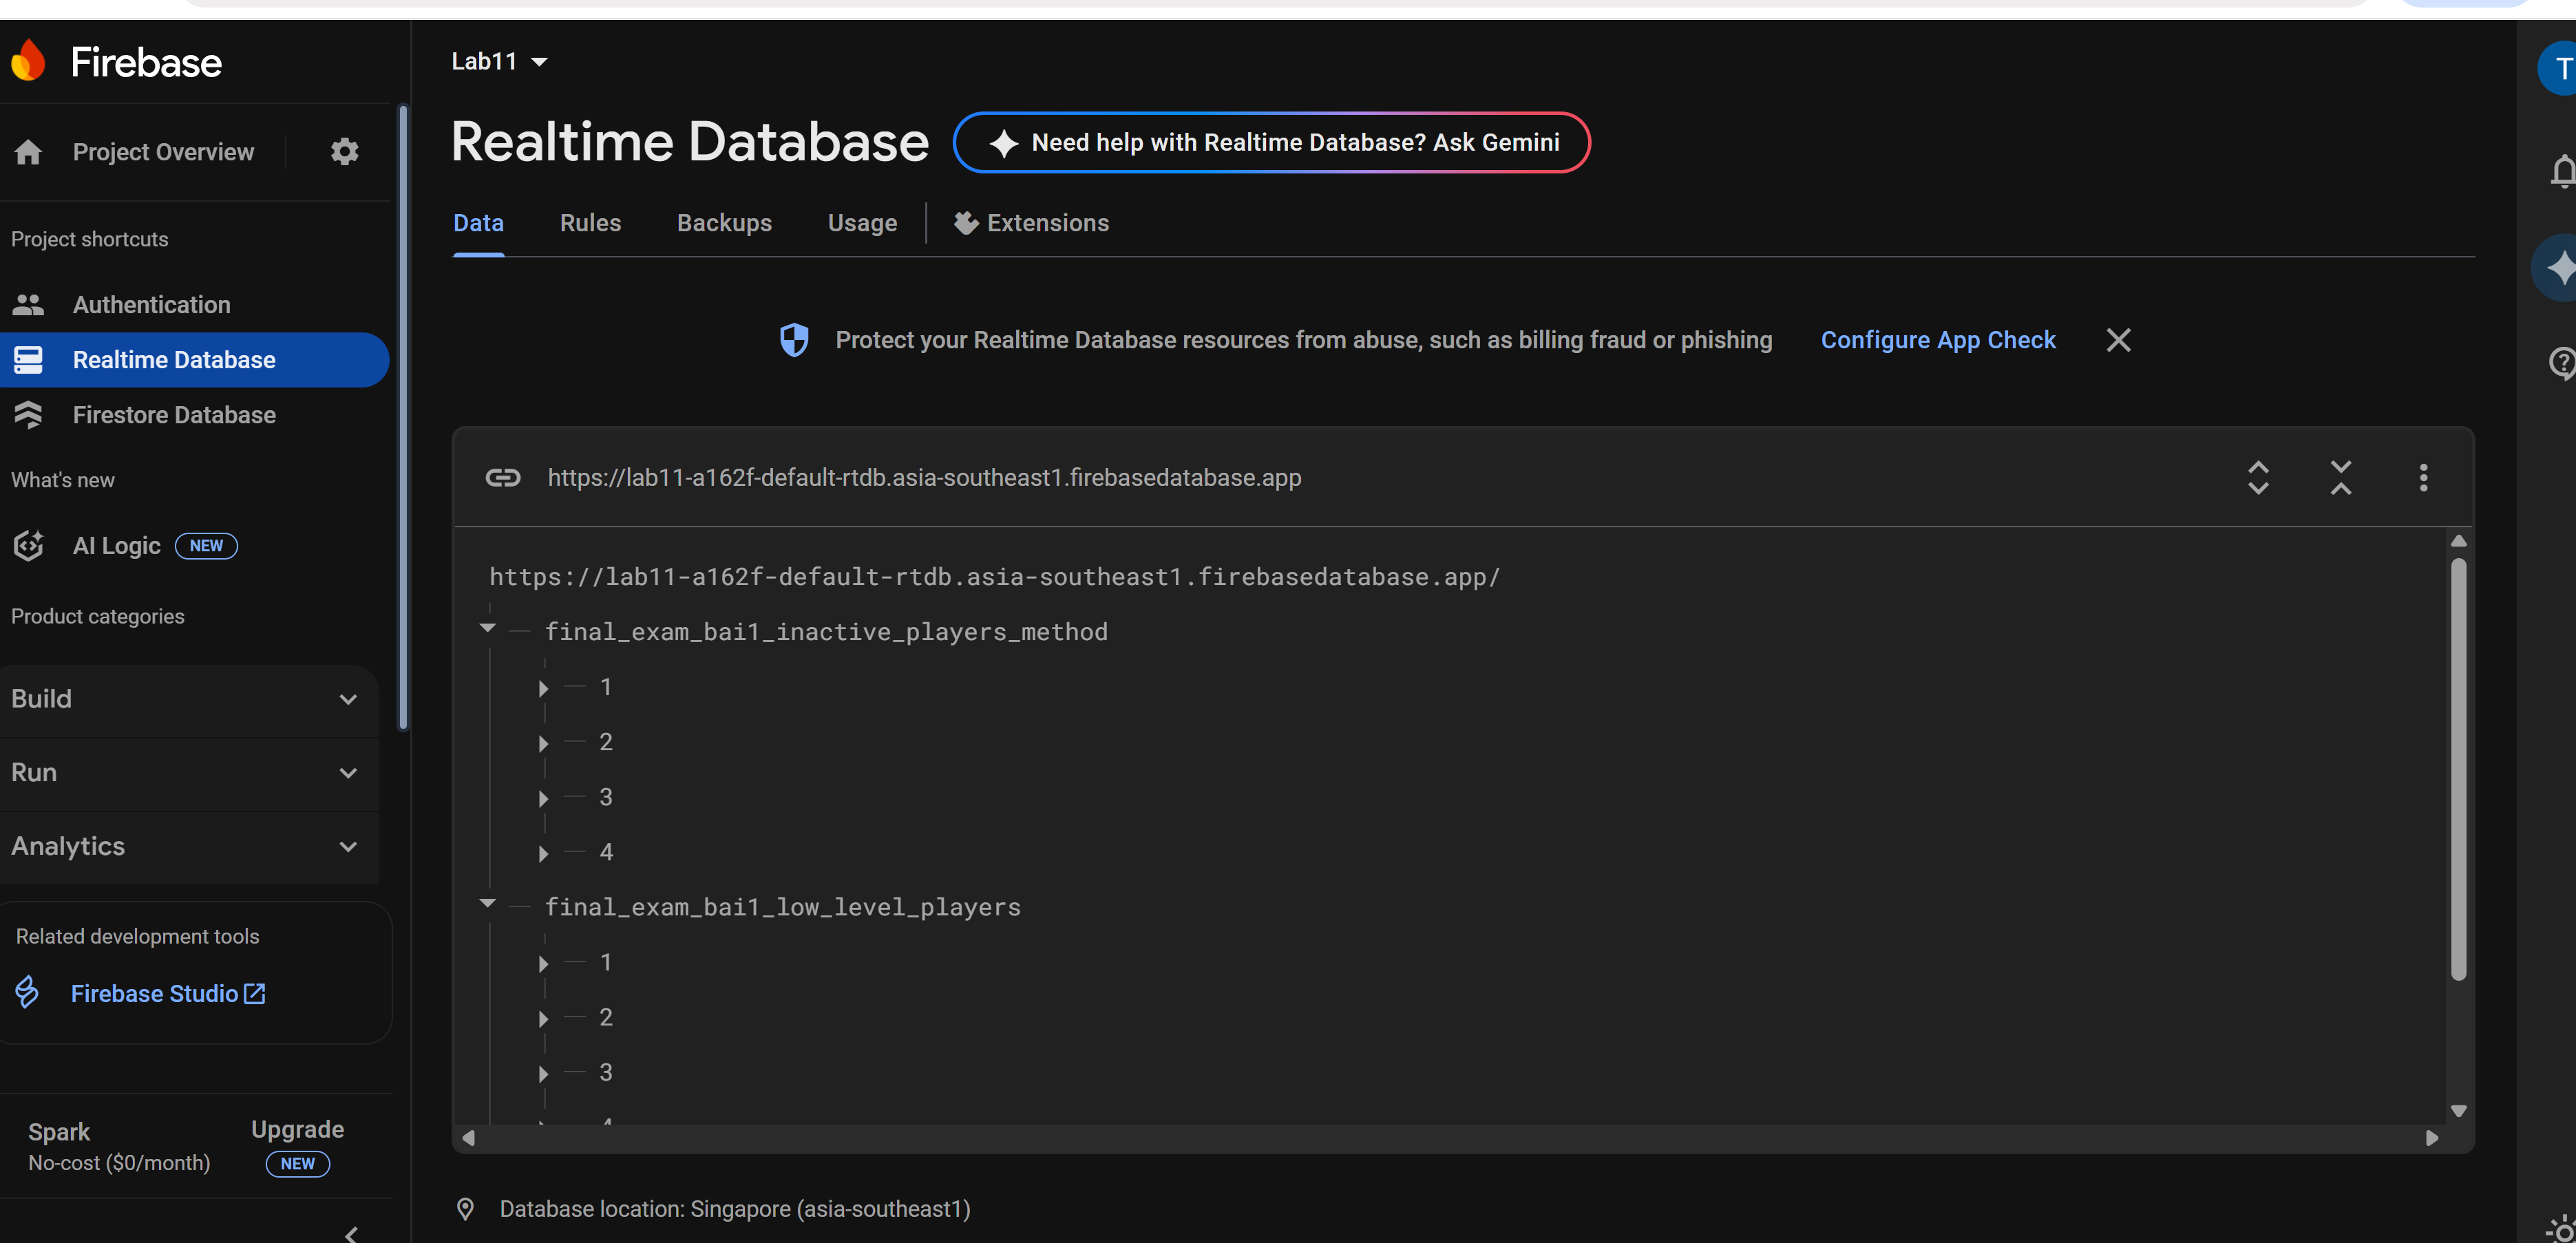 Firebase
Project Overview
Project shortcuts
Authentication
Realtime Database
Firestore Database
What's new
AI Logic NEW
Product categories
Build
Run
Analytics
Related development tools
Firebase Studio
Spark
No-cost ($0/month)
Upgrade
NEW
Lab11
Realtime Database
Need help with Realtime Database? Ask Gemini
Data Rules Backups Usage Extensions
Protect your Realtime Database resources from abuse, such as billing fraud or phishing Configure App Check
https://lab11-a162f-default-rtdb.asia-southeast1.firebasedatabase.app
https://lab11-a162f-default-rtdb.asia-southeast1.firebasedatabase.app/
final_exam_bai1_inactive_players_method
1
2
3
4
final_exam_bai1_low_level_players
1
2
3
Database location: Singapore (asia-southeast1)
T